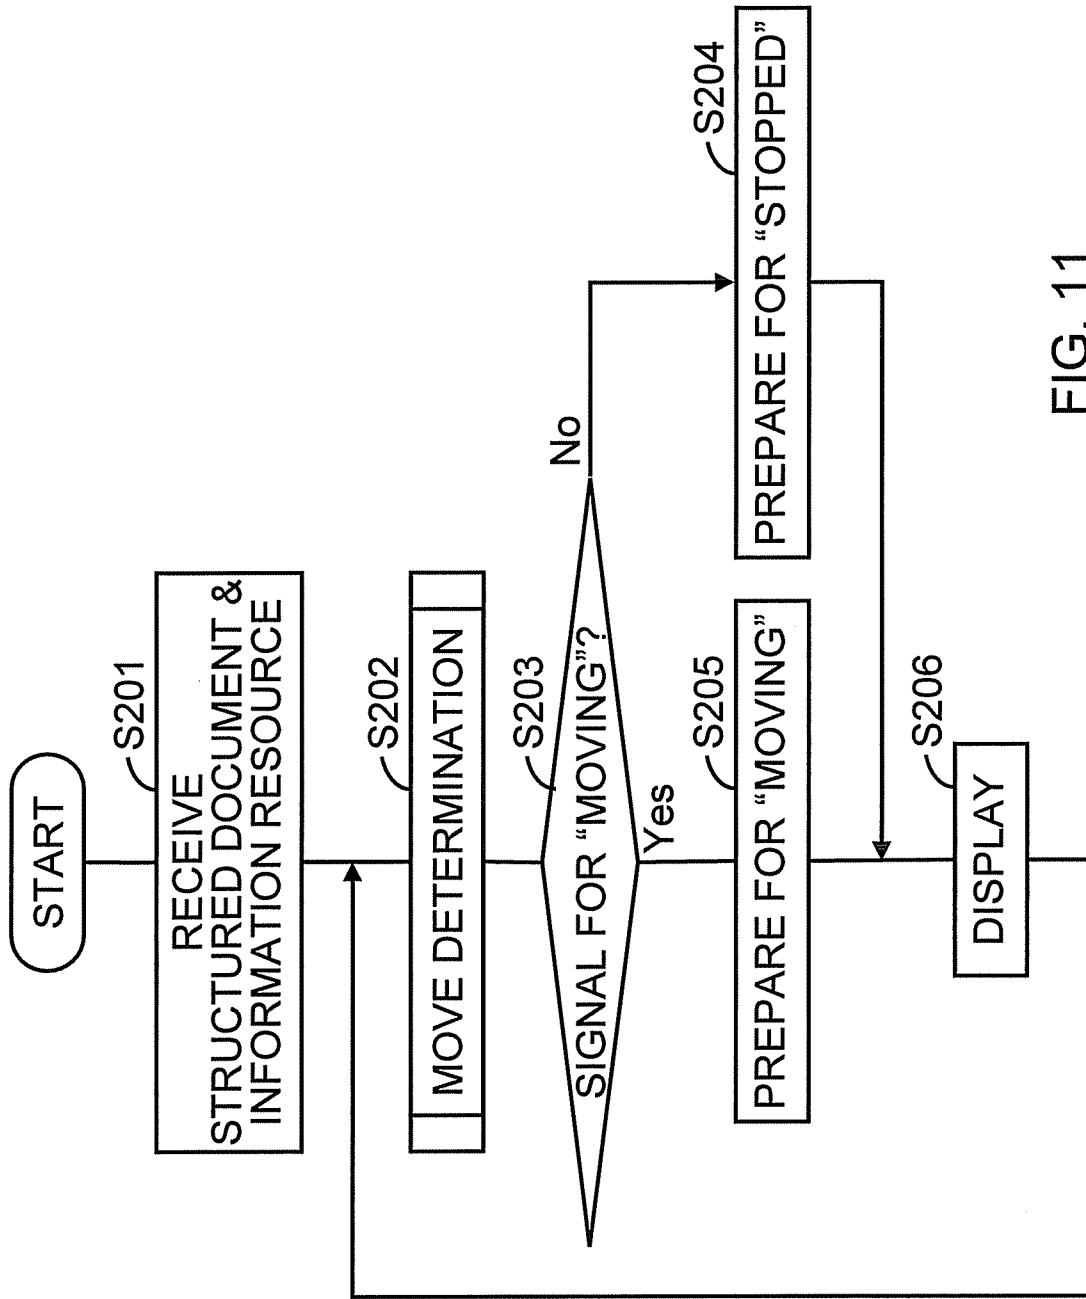 START
S201
RECEIVE
STRUCTURED DOCUMENT &
INFORMATION RESOURCE
S202
MOVE DETERMINATION
S203
SIGNAL FOR “MOVING”?
No
Yes
S204
PREPARE FOR “STOPPED”
S205
PREPARE FOR “MOVING”
S206
DISPLAY
FIG. 11